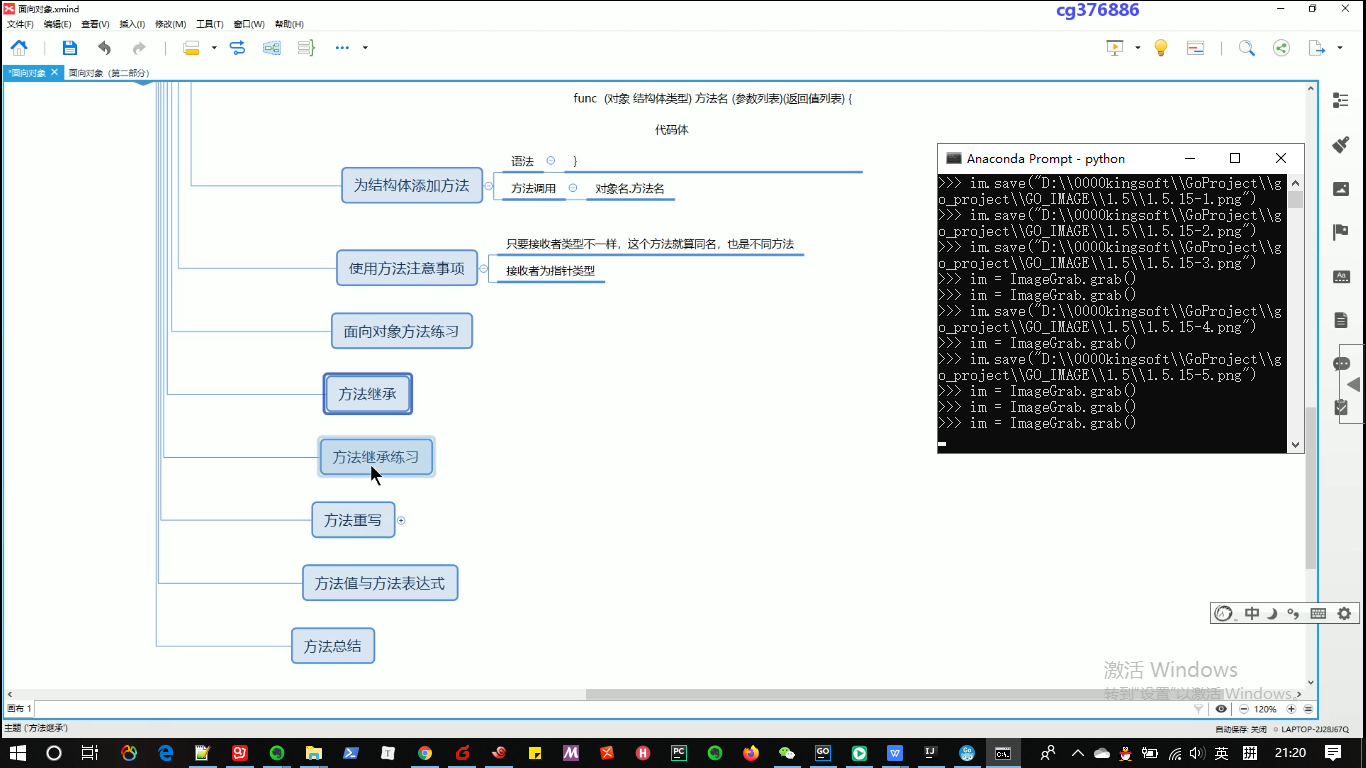 面向对象.xmind
cg376886
文件(F) 编辑(E) 查看(V) 插入(I) 修改(M) 工具(T) 窗口(W) 帮助(H)
*面向对象
面向对象（第二部分）
func (对象 结构体类型) 方法名 (参数列表)(返回值列表) {
代码体
语法
}
为结构体添加方法
方法调用
对象名.方法名
只要接收者类型不一样，这个方法就算同名，也是不同方法
使用方法注意事项
接收者为指针类型
面向对象方法练习
方法继承
方法继承练习
方法重写
方法值与方法表达式
方法总结
Anaconda Prompt - python
>>> im.save("D:\\0000kingsoft\\GoProject\\g
o_project\\GO_IMAGE\\1.5\\1.5.15-1.png")
>>> im.save("D:\\0000kingsoft\\GoProject\\g
o_project\\GO_IMAGE\\1.5\\1.5.15-2.png")
>>> im.save("D:\\0000kingsoft\\GoProject\\g
o_project\\GO_IMAGE\\1.5\\1.5.15-3.png")
>>> im = ImageGrab.grab()
>>> im = ImageGrab.grab()
>>> im.save("D:\\0000kingsoft\\GoProject\\g
o_project\\GO_IMAGE\\1.5\\1.5.15-4.png")
>>> im = ImageGrab.grab()
>>> im.save("D:\\0000kingsoft\\GoProject\\g
o_project\\GO_IMAGE\\1.5\\1.5.15-5.png")
>>> im = ImageGrab.grab()
>>> im = ImageGrab.grab()
>>> im = ImageGrab.grab()
中
激活 Windows
转到"设置"以激活 Windows。
画布 1
120%
主题 ('方法继承')
自动保存: 关闭
LAPTOP-2J28J67Q
英
拼
21:20